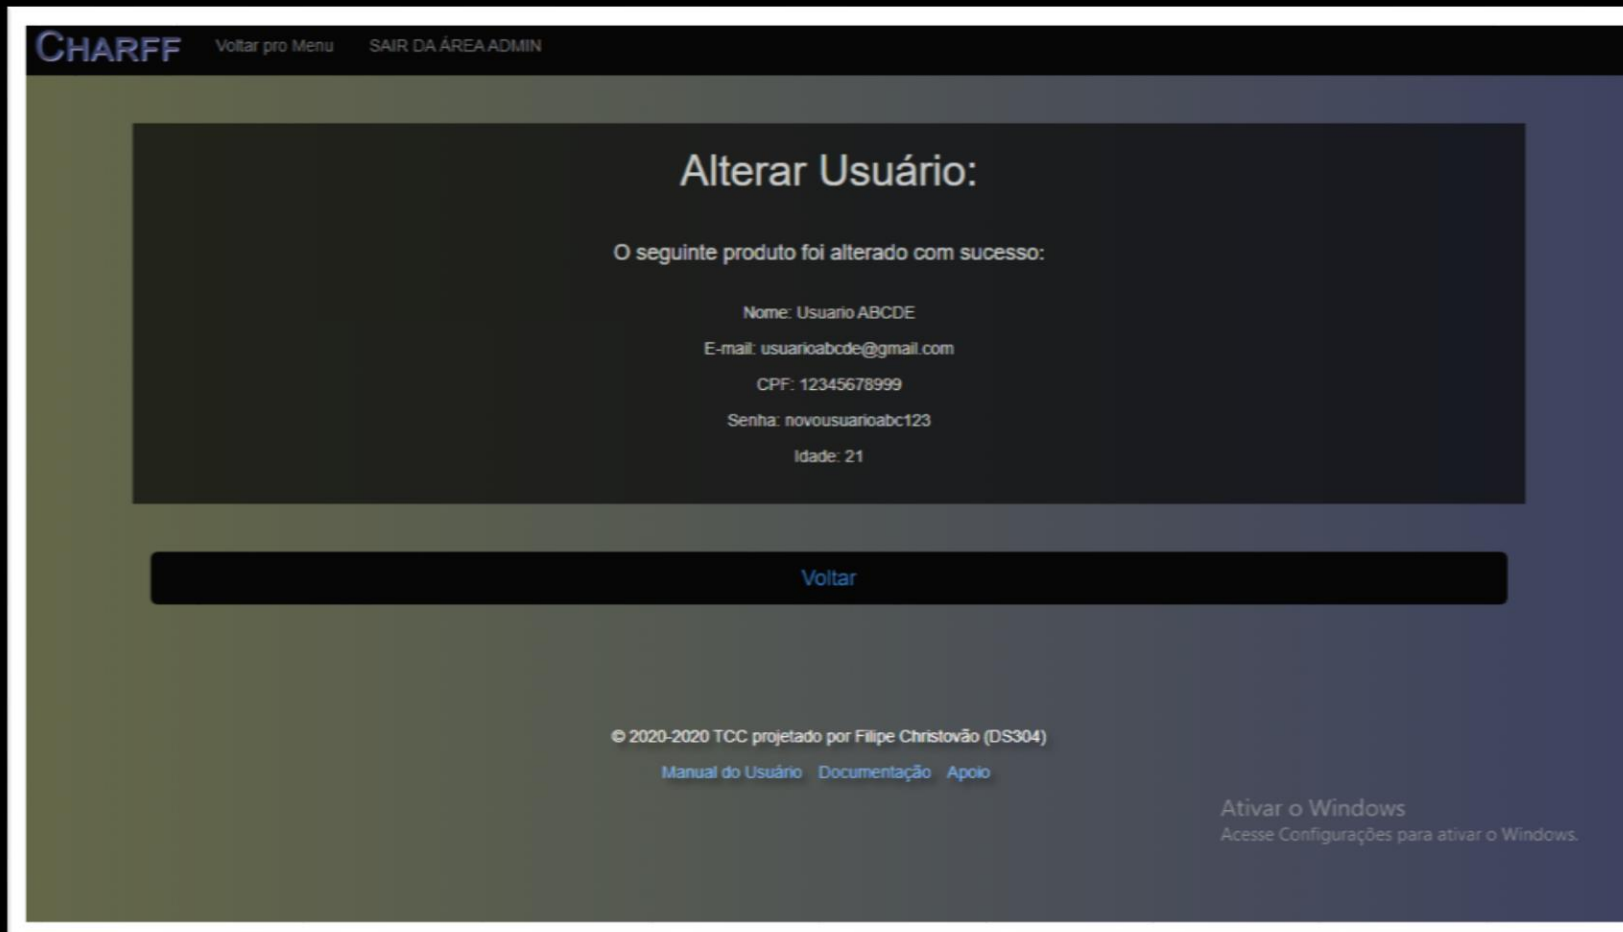 CHARFF Voltar pro Menu SAIR DA ÁREA ADMIN
Alterar Usuário:
O seguinte produto foi alterado com sucesso:
Nome: Usuario ABCDE
E-mail: usuarioabcde@gmail.com
CPF: 12345678999
Senha: novousuarioabc123
Idade: 21
Voltar
© 2020-2020 TCC projetado por Filipe Christovão (DS304)
Manual do Usuário Documentação Apoio
Ativar o Windows
Acesse Configurações para ativar o Windows.